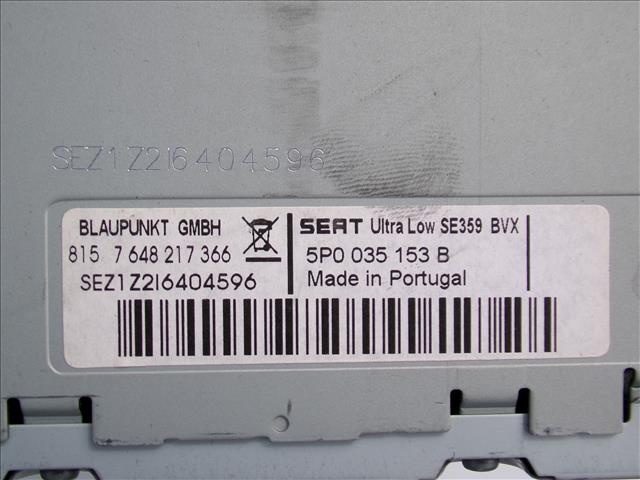 SEZ1Z2I6404596
BLAUPUNKT GMBH
815 7 648 217 366
SEZ1Z2I6404596
SEAT Ultra Low SE359 BVX
5P0 035 153 B
Made in Portugal